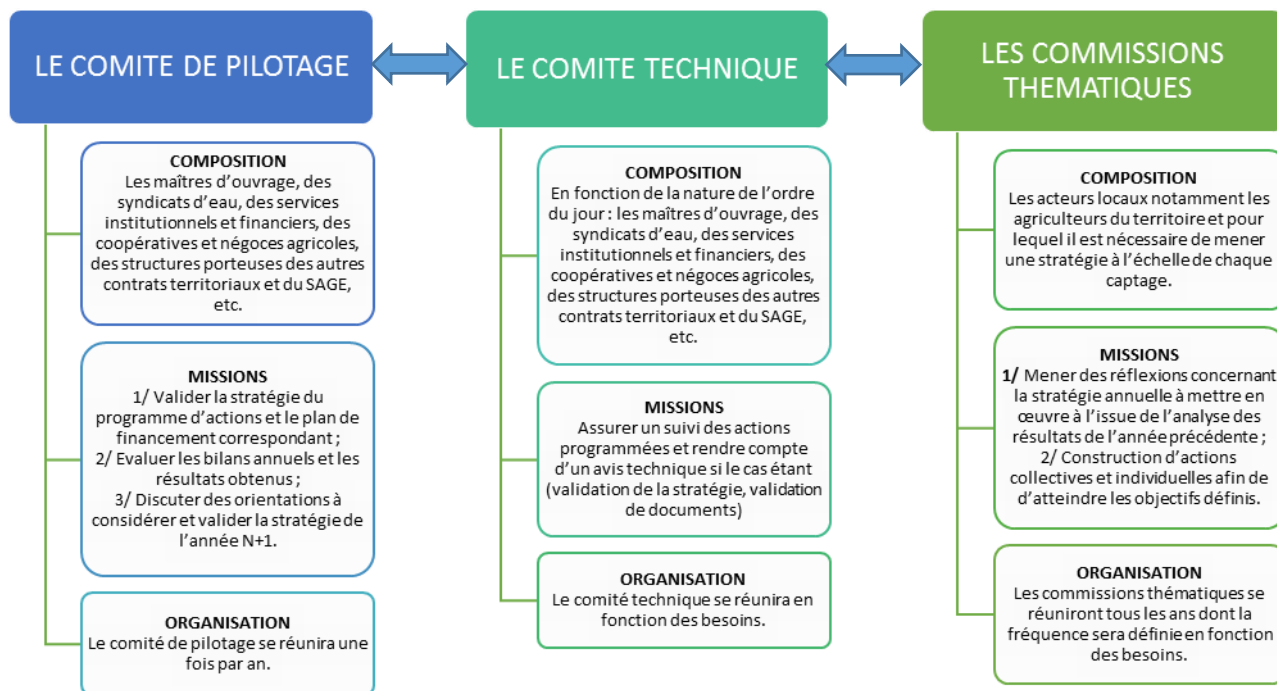 LE COMITE DE PILOTAGE
COMPOSITION
Les maîtres d'ouvrage, des
syndicats d'eau, des services
institutionnels et financiers, des
coopératives et négoces agricoles,
des structures porteuses des autres
contrats territoriaux et du SAGE,
etc.
MISSIONS
1/ Valider la stratégie du
programme d'actions et le plan de
financement correspondant ;
2/ Evaluer les bilans annuels et les
résultats obtenus ;
3/ Discuter des orientations à
considérer et valider la stratégie de
l'année N+1.
ORGANISATION
Le comité de pilotage se réunira une
fois par an.
LE COMITE TECHNIQUE
COMPOSITION
En fonction de la nature de l'ordre
du jour : les maîtres d'ouvrage, des
syndicats d'eau, des services
institutionnels et financiers, des
coopératives et négoces agricoles,
des structures porteuses des autres
contrats territoriaux et du SAGE,
etc.
MISSIONS
Assurer un suivi des actions
programmées et rendre compte
d'un avis technique si le cas étant
(validation de la stratégie, validation
de documents)
ORGANISATION
Le comité technique se réunira en
fonction des besoins.
LES COMMISSIONS
THEMATIQUES
COMPOSITION
Les acteurs locaux notamment les
agriculteurs du territoire et pour
lequel il est nécessaire de mener
une stratégie à l'échelle de chaque
captage.
MISSIONS
1/ Mener des réflexions concernant
la stratégie annuelle à mettre en
œuvre à l'issue de l'analyse des
résultats de l'année précédente ;
2/ Construction d'actions
collectives et individuelles afin de
d'atteindre les objectifs définis.
ORGANISATION
Les commissions thématiques se
réuniront tous les ans dont la
fréquence sera définie en fonction
des besoins.